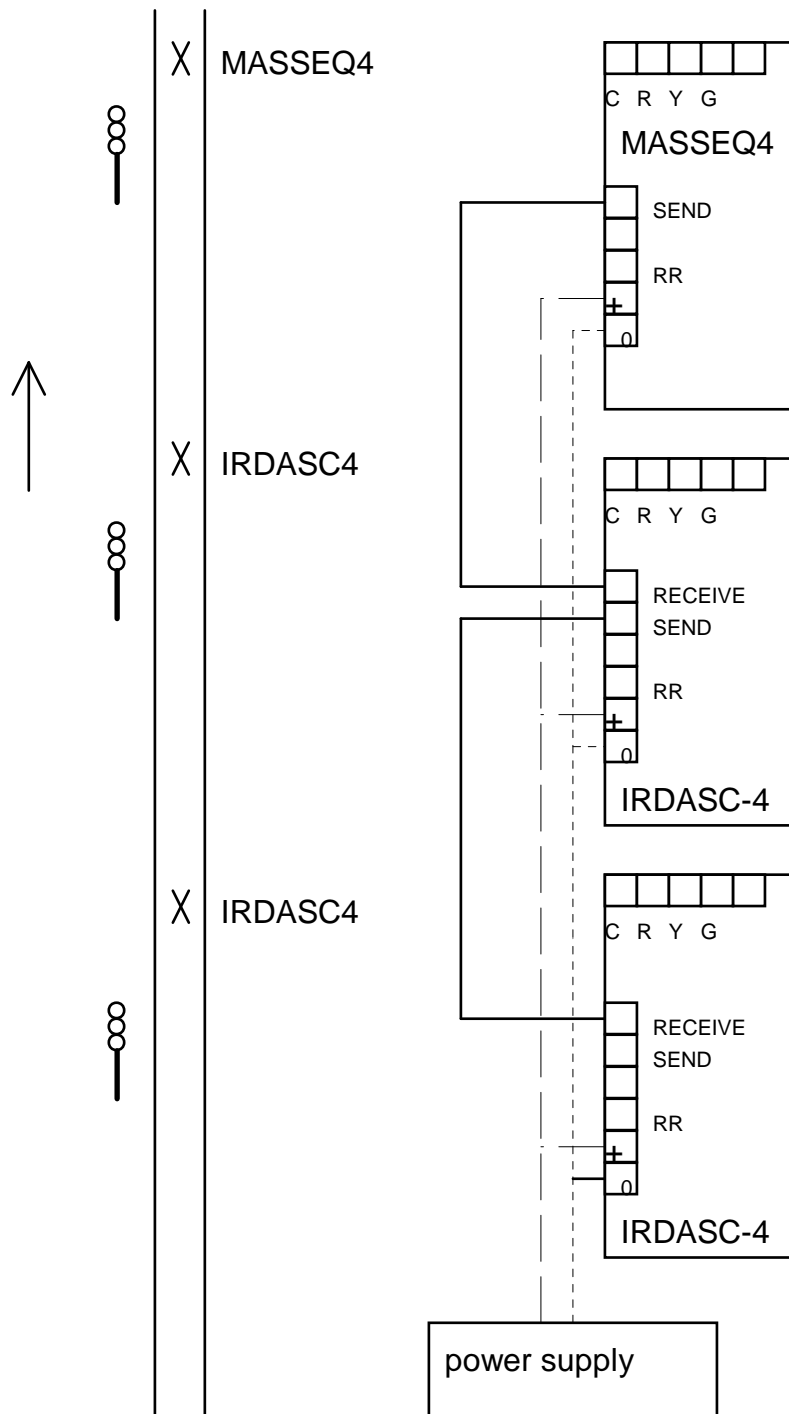 MASSEQ4
C R Y G
MASSEQ4
SEND
RR
+
0
IRDASC4
C R Y G
RECEIVE
SEND
RR
+
0
IRDASC-4
IRDASC4
C R Y G
RECEIVE
SEND
RR
+
0
IRDASC-4
power supply